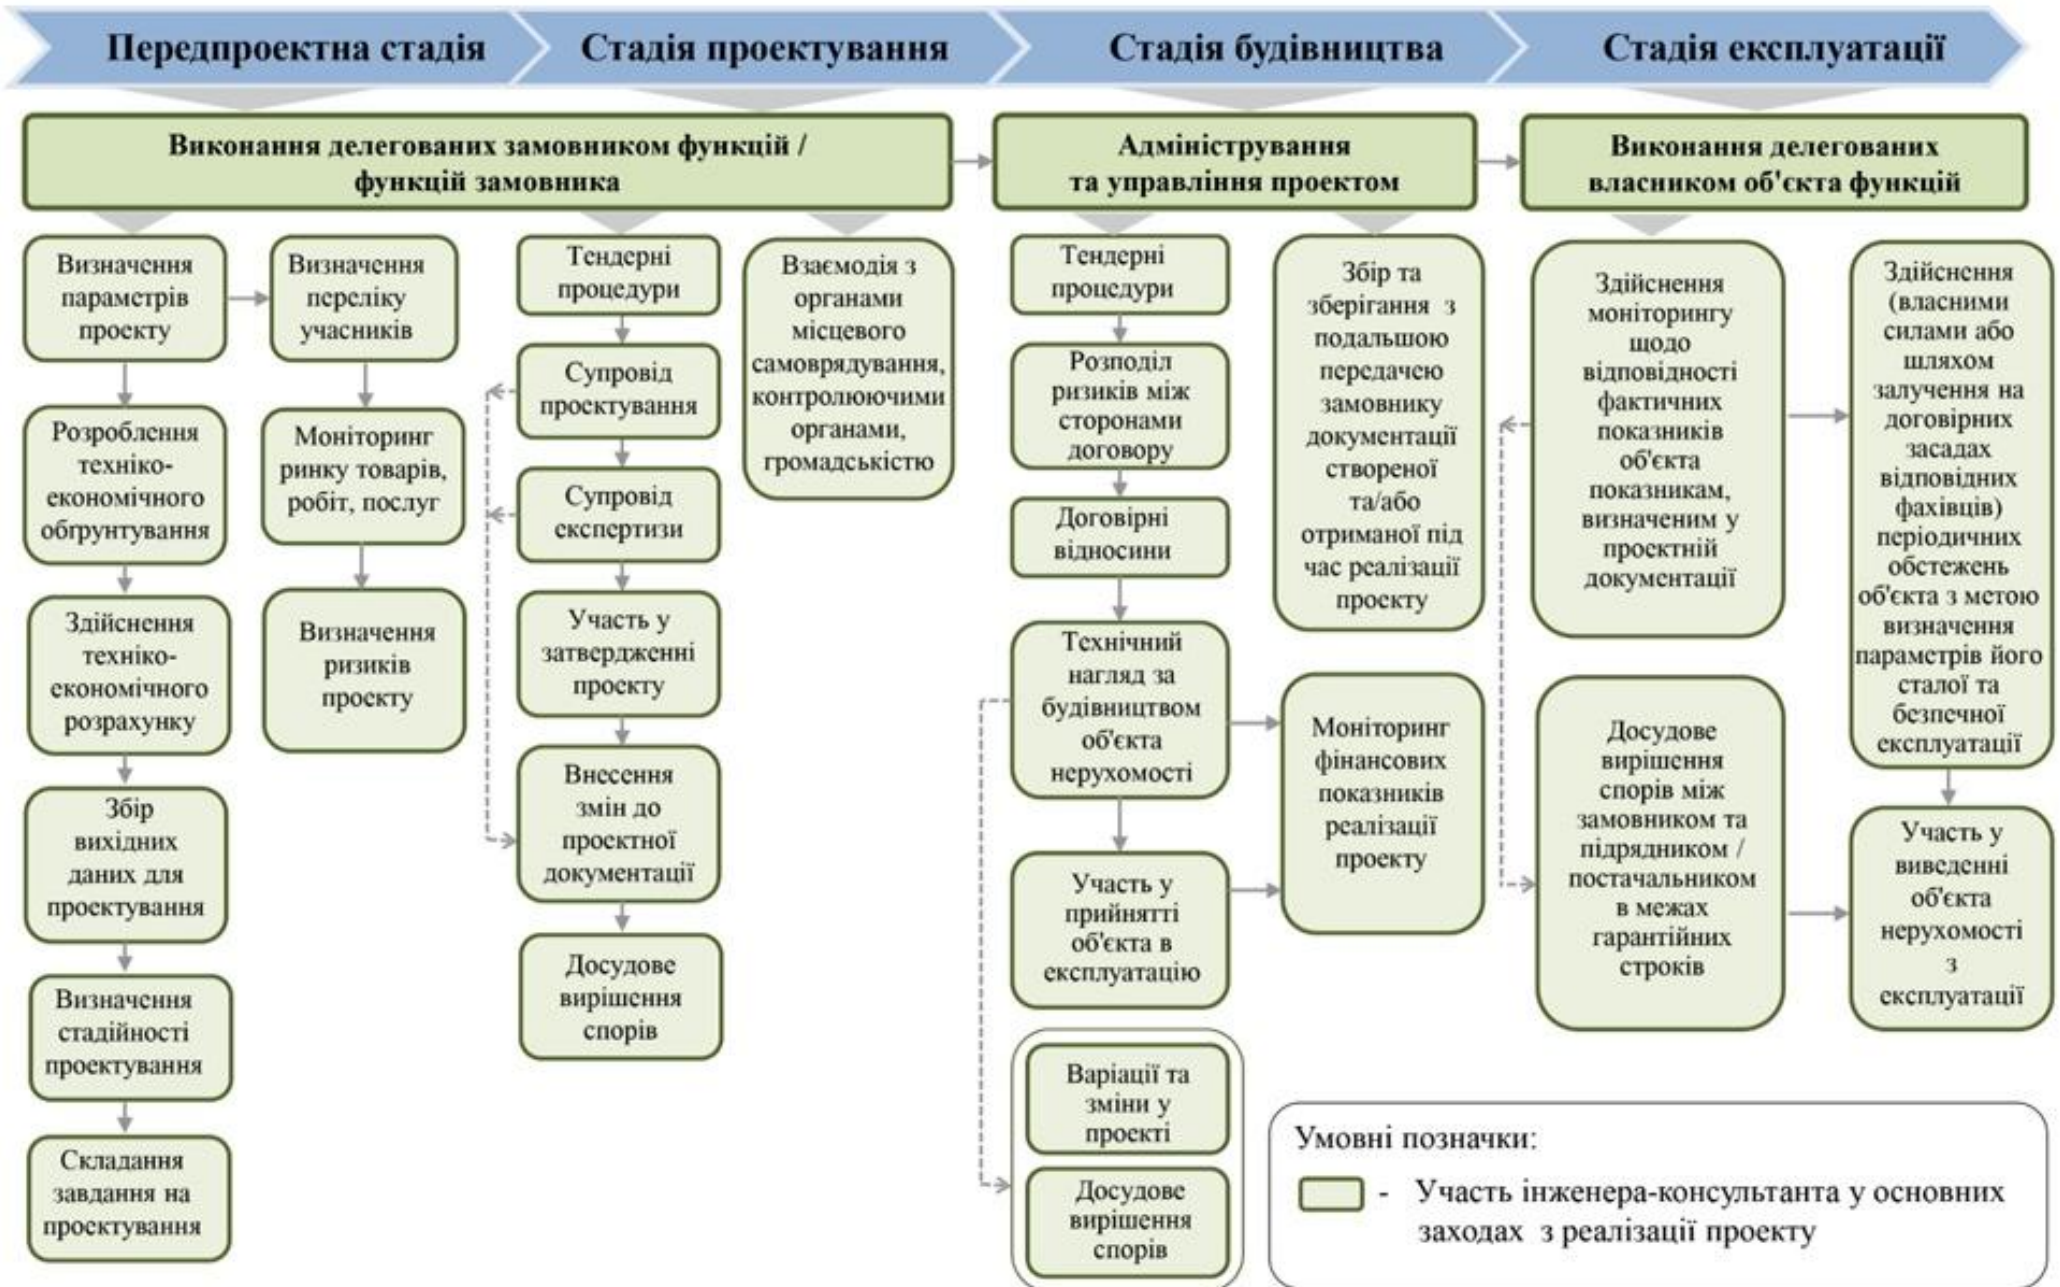 Передпроектна стадія
Стадія проектування
Стадія будівництва
Стадія експлуатації
Виконання делегованих замовником функцій /
функцій замовника
Адміністрування
та управління проектом
Виконання делегованих
власником об'єкта функцій
Визначення
параметрів
проекту
Розроблення
техніко-
економічного
обґрунтування
Здійснення
техніко-
економічного
розрахунку
Збір
вихідних
даних для
проектування
Визначення
стадійності
проектування
Складання
завдання на
проектування
Визначення
переліку
учасників
Моніторинг
ринку товарів,
робіт, послуг
Визначення
ризиків
проекту
Тендерні
процедури
Супровід
проектування
Супровід
експертизи
Участь у
затвердженні
проекту
Внесення
змін до
проектної
документації
Досудове
вирішення
спорів
Взаємодія з
органами
місцевого
самоврядування,
контролюючими
органами,
громадськістю
Тендерні
процедури
Розподіл
ризиків між
сторонами
договору
Договірні
відносини
Технічний
нагляд за
будівництвом
об'єкта
нерухомості
Участь у
прийнятті
об'єкта в
експлуатацію
Варіації та
зміни у
проекті
Досудове
вирішення
спорів
Збір та
зберігання з
подальшою
передачею
замовнику
документації
створеної
та/або
отриманої під
час реалізації
проекту
Моніторинг
фінансових
показників
реалізації
проекту
Здійснення
моніторингу
щодо
відповідності
фактичних
показників
об'єкта
показникам,
визначеним у
проектній
документації
Досудове
вирішення
спорів між
замовником та
підрядником /
постачальником
в межах
гарантійних
строків
Здійснення
(власними
силами або
шляхом
залучення на
договірних
засадах
відповідних
фахівців)
періодичних
обстежень
об'єкта з метою
визначення
параметрів його
сталої та
безпечної
експлуатації
Участь у
виведенні
об'єкта
нерухомості
з
експлуатації
Умовні позначки:
- Участь інженера-консультанта у основних
заходах з реалізації проекту